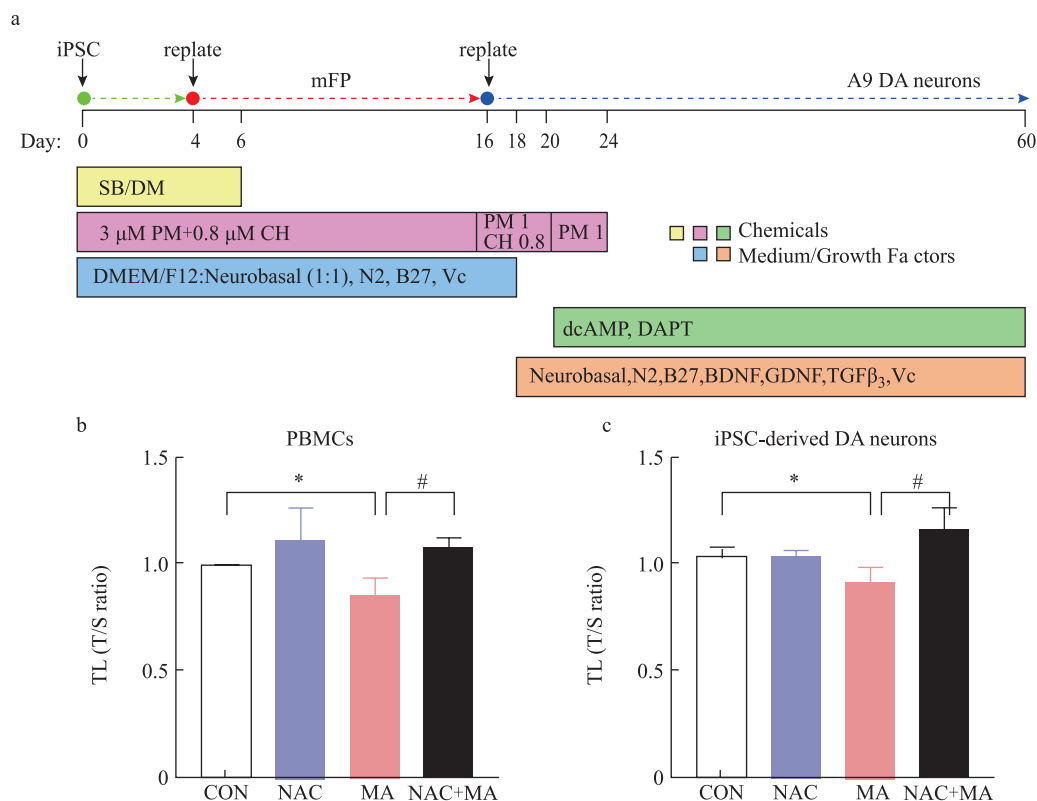 a
iPSC
replate
replate
mFP
A9 DA neurons
Day:
0
4
6
16
18
20
24
60
SB/DM
3 μM PM+0.8 μM CH
PM 1
CH 0.8
PM 1
DMEM/F12:Neurobasal (1:1), N2, B27, Vc
Chemicals
Medium/Growth Fa ctors
dcAMP, DAPT
Neurobasal,N2,B27,BDNF,GDNF,TGFβ₃,Vc
b
PBMCs
TL (T/S ratio)
1.5
1.0
0.5
0
*
#
CON
NAC
MA
NAC+MA
c
iPSC-derived DA neurons
TL (T/S ratio)
1.5
1.0
0.5
0
*
#
CON
NAC
MA
NAC+MA